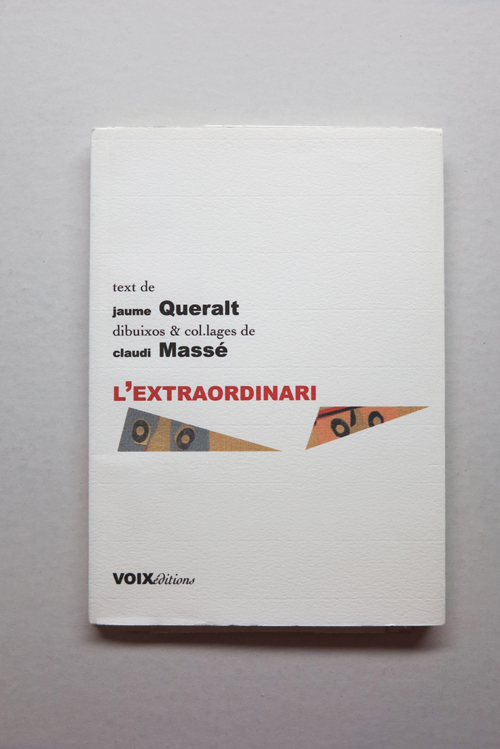 text de
jaume Queralt
dibuixos & col.lages de
claudi Massé
L'EXTRAORDINARI
VOIXéditions